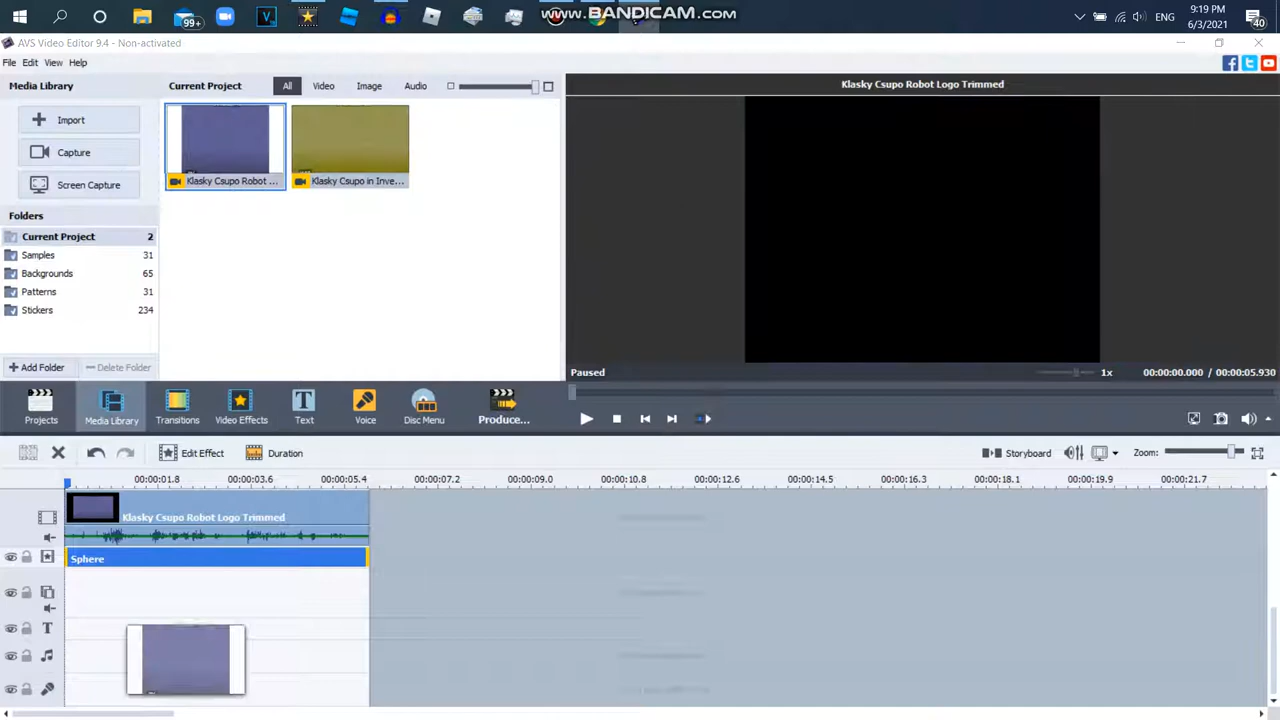 99+
www.BANDICAM.com
ENG
9:19 PM
6/3/2021
40
AVS Video Editor 9.4 - Non-activated
File Edit View Help
Media Library
Current Project
All
Video
Image
Audio
Klasky Csupo Robot Logo Trimmed
Import
Capture
Screen Capture
Klasky Csupo Robot ...
Klasky Csupo in Inve...
Folders
Current Project 2
Samples 31
Backgrounds 65
Patterns 31
Stickers 234
Add Folder
Delete Folder
Paused
1x
00:00:00.000 / 00:00:05.930
Projects
Media Library
Transitions
Video Effects
Text
Voice
Disc Menu
Produce...
Edit Effect
Duration
Storyboard
Zoom:
00:00:01.8 00:00:03.6 00:00:05.4 00:00:07.2 00:00:09.0 00:00:10.8 00:00:12.6 00:00:14.5 00:00:16.3 00:00:18.1 00:00:19.9 00:00:21.7
Klasky Csupo Robot Logo Trimmed
Sphere